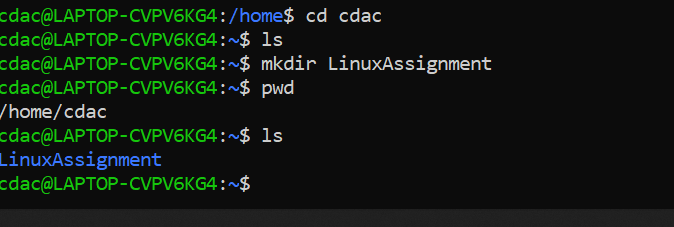 cdac@LAPTOP-CVPV6KG4:/home$ cd cdac
cdac@LAPTOP-CVPV6KG4:~$ ls
cdac@LAPTOP-CVPV6KG4:~$ mkdir LinuxAssignment
cdac@LAPTOP-CVPV6KG4:~$ pwd
/home/cdac
cdac@LAPTOP-CVPV6KG4:~$ ls
LinuxAssignment
cdac@LAPTOP-CVPV6KG4:~$